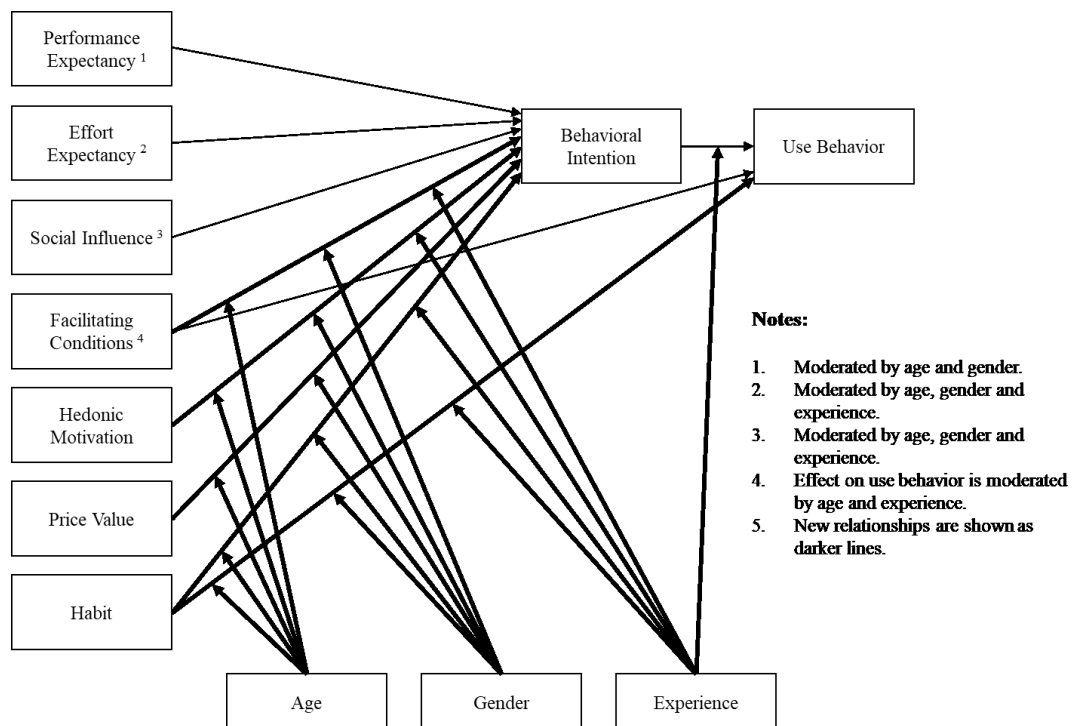 Performance
Expectancy 1
Effort
Expectancy 2
Social Influence 3
Facilitating
Conditions 4
Hedonic
Motivation
Price Value
Habit
Behavioral
Intention
Use Behavior
Age
Gender
Experience
Notes:
1. Moderated by age and gender.
2. Moderated by age, gender and
experience.
3. Moderated by age, gender and
experience.
4. Effect on use behavior is moderated
by age and experience.
5. New relationships are shown as
darker lines.